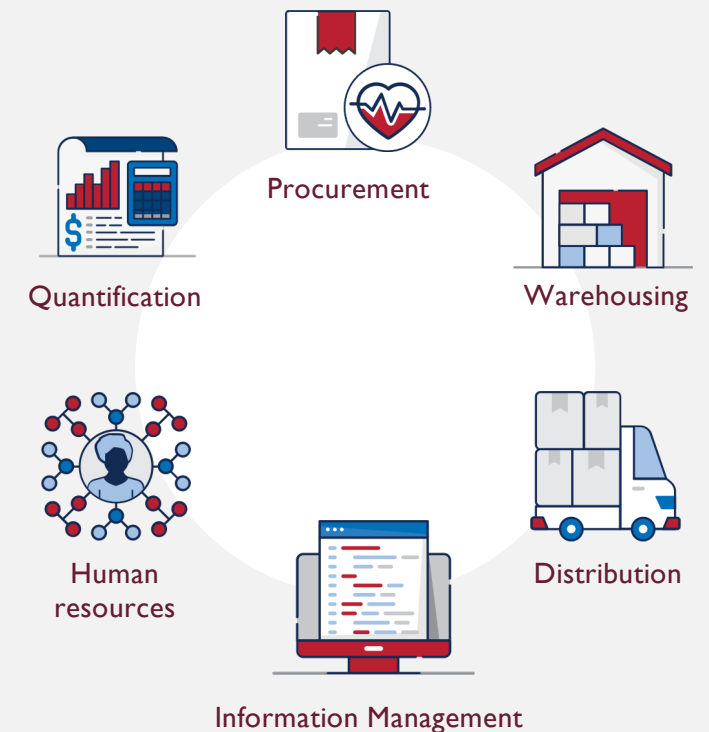 Procurement
Quantification
Warehousing
$
Human
resources
Distribution
Information Management